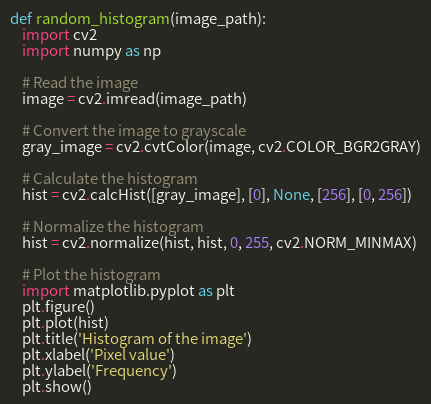 def random_histogram(image_path):
import cv2
import numpy as np
# Read the image
image = cv2.imread(image_path)
# Convert the image to grayscale
gray_image = cv2.cvtColor(image, cv2.COLOR_BGR2GRAY)
# Calculate the histogram
hist = cv2.calcHist([gray_image], [0], None, [256], [0, 256])
# Normalize the histogram
hist = cv2.normalize(hist, hist, 0, 255, cv2.NORM_MINMAX)
# Plot the histogram
import matplotlib.pyplot as plt
plt.figure()
plt.plot(hist)
plt.title('Histogram of the image')
plt.xlabel('Pixel value')
plt.ylabel('Frequency')
plt.show()